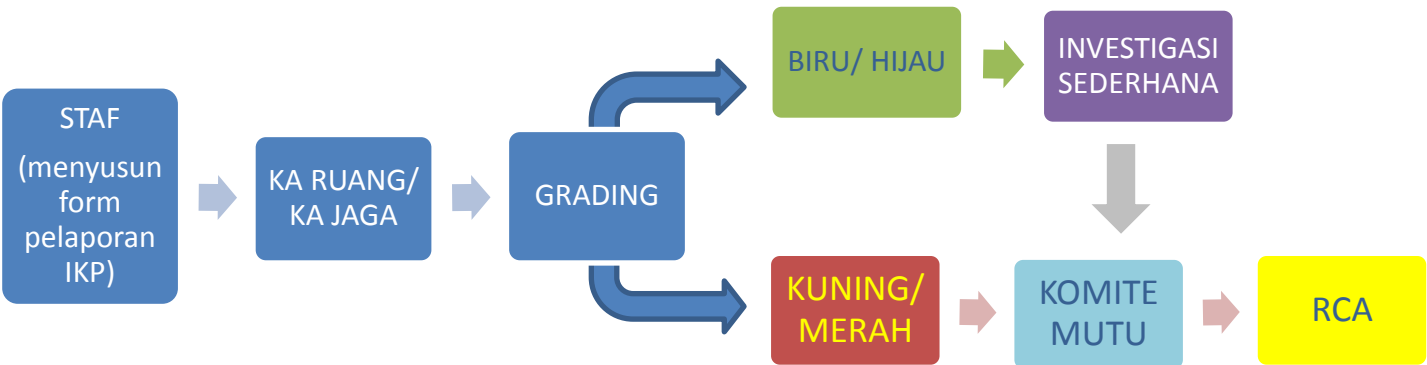 STAF
(menyusun
form
pelaporan
IKP)
KA RUANG/
KA JAGA
GRADING
BIRU/ HIJAU
INVESTIGASI
SEDERHANA
KUNING/
MERAH
KOMITE
MUTU
RCA